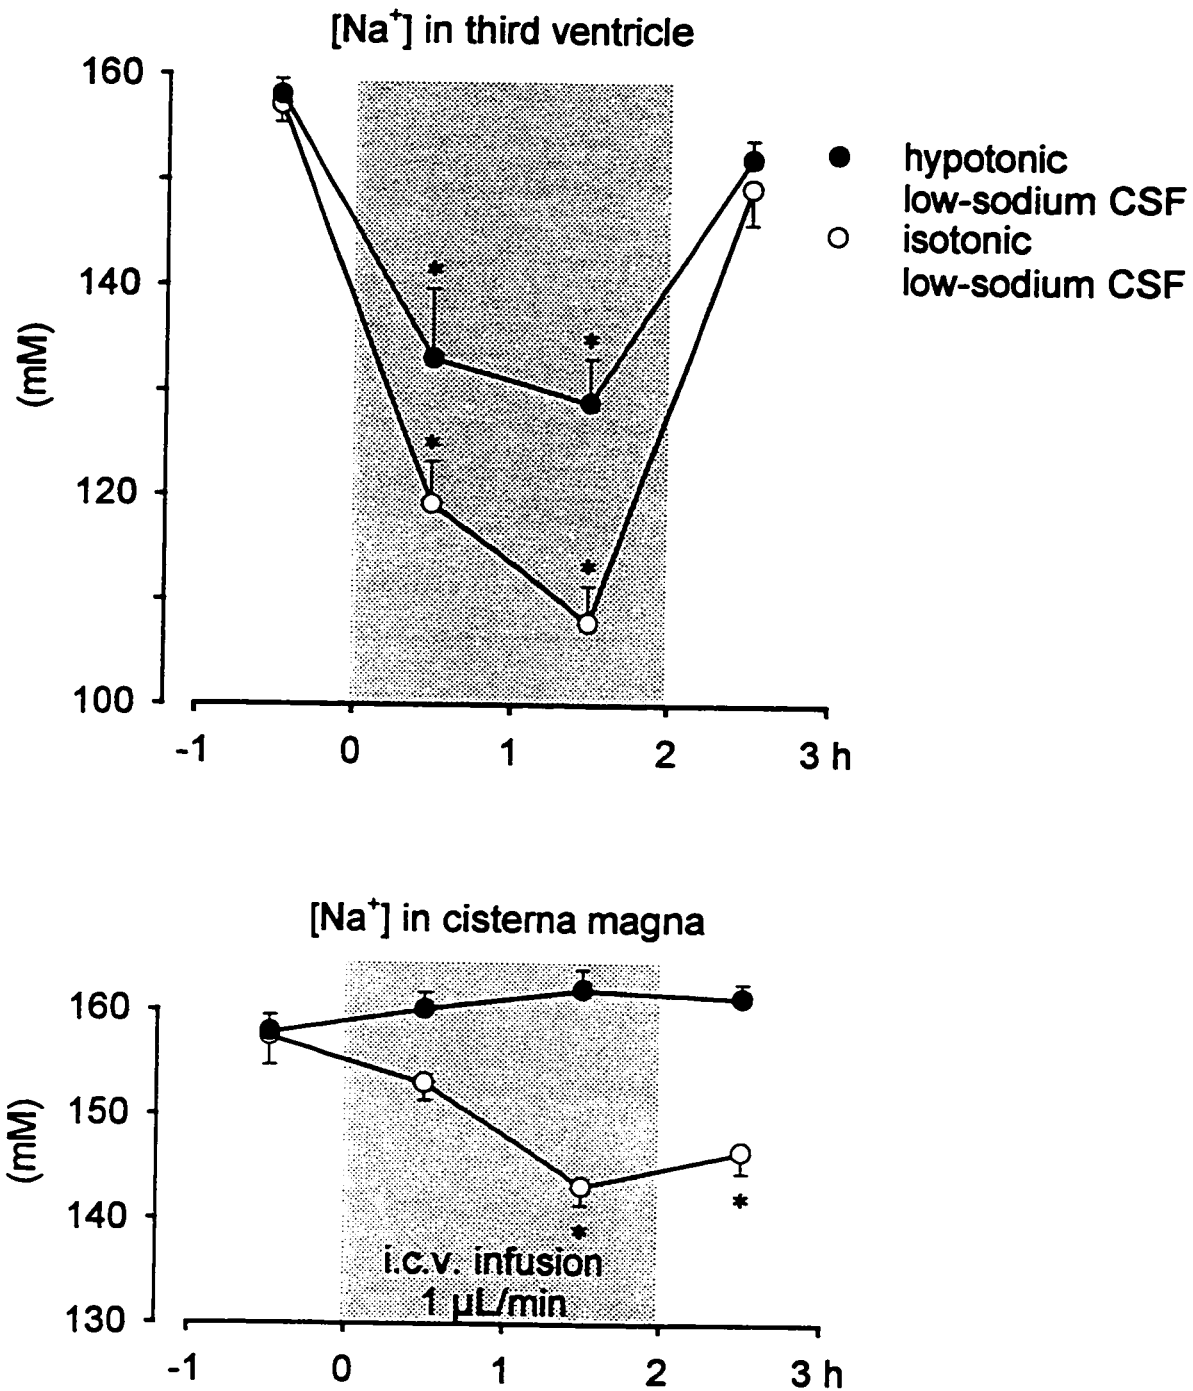 [Na⁺] in third ventricle
160
140
120
100
(mM)
-1 0 1 2 3 h
hypotonic
low-sodium CSF
isotonic
low-sodium CSF
*
*
*
*
[Na⁺] in cisterna magna
160
150
140
130
(mM)
*
*
i.c.v. infusion
1 µL/min
-1 0 1 2 3 h